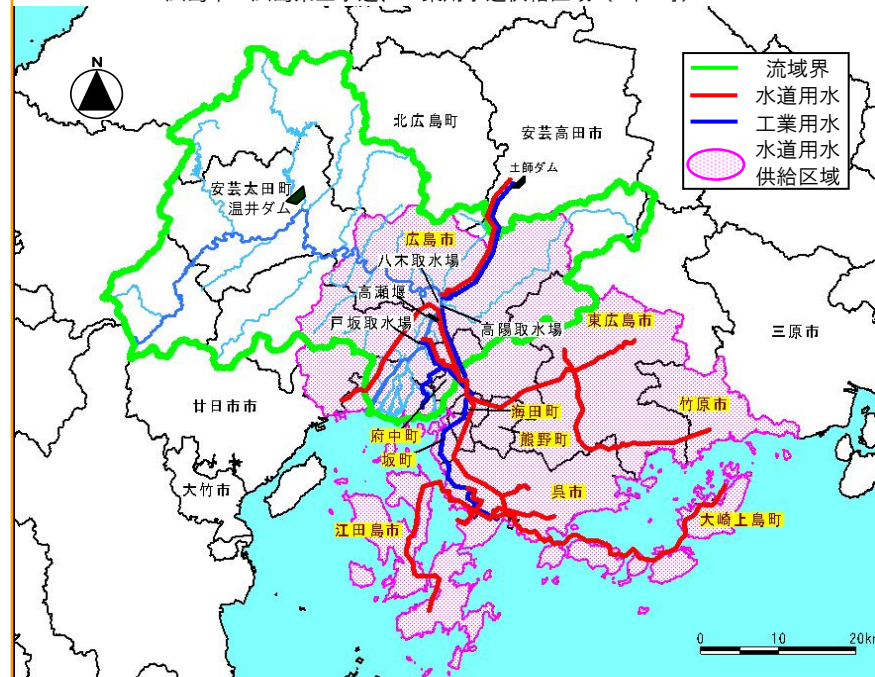 N
流域界
水道用水
工業用水
水道用水
供給区域
北広島町
安芸高田市
土師ダム
安芸太田町
温井ダム
広島市
八木取水場
高瀬堰
戸坂取水場
高陽取水場
東広島市
三原市
廿日市市
竹原市
海田町
府中町
熊野町
坂町
大竹市
呉市
江田島市
大崎上島町
0 10 20km